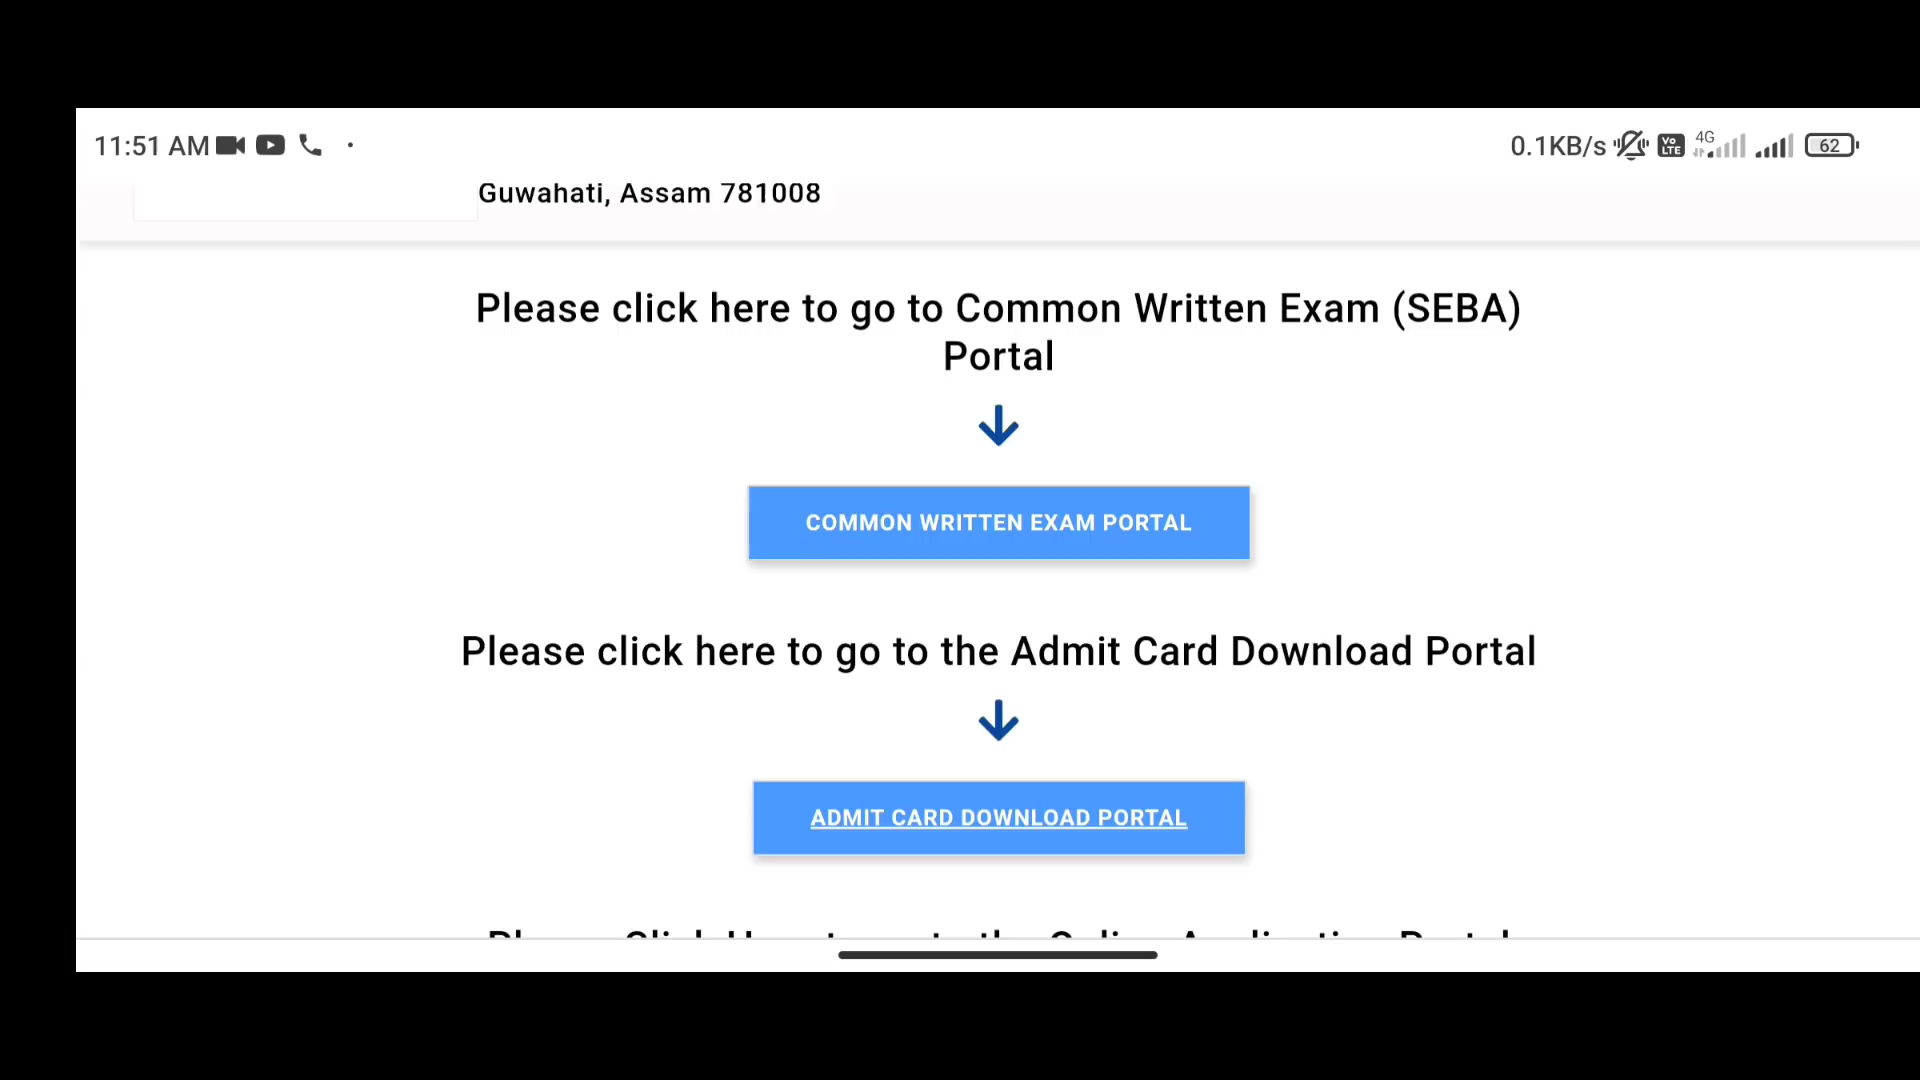 11:51 AM
0.1KB/s
Vo LTE
4G
62
Guwahati, Assam 781008
Please click here to go to Common Written Exam (SEBA)
Portal
COMMON WRITTEN EXAM PORTAL
Please click here to go to the Admit Card Download Portal
ADMIT CARD DOWNLOAD PORTAL